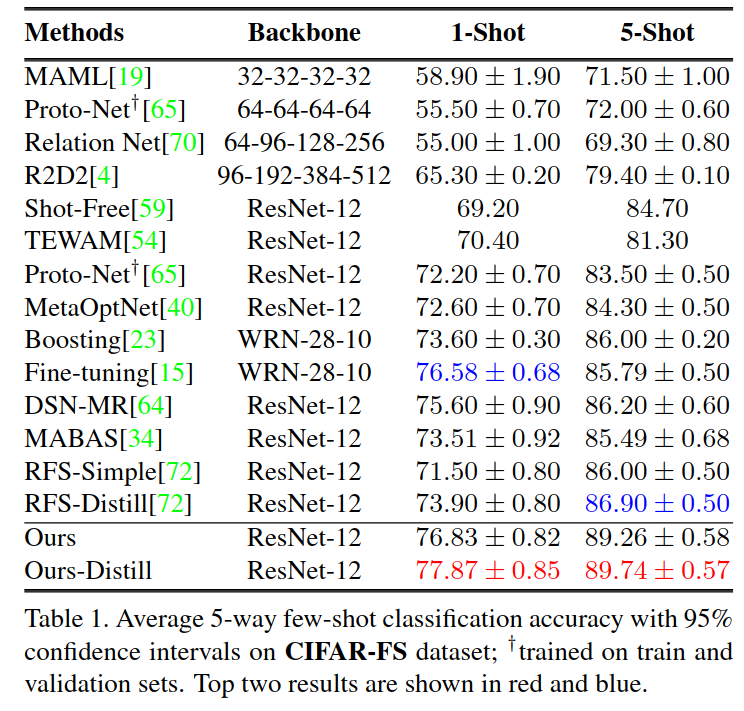 Methods Backbone 1-Shot 5-Shot
MAML[19] 32-32-32-32 58.90 ± 1.90 71.50 ± 1.00
Proto-Net†[65] 64-64-64-64 55.50 ± 0.70 72.00 ± 0.60
Relation Net[70] 64-96-128-256 55.00 ± 1.00 69.30 ± 0.80
R2D2[4] 96-192-384-512 65.30 ± 0.20 79.40 ± 0.10
Shot-Free[59] ResNet-12 69.20 84.70
TEWAM[54] ResNet-12 70.40 81.30
Proto-Net†[65] ResNet-12 72.20 ± 0.70 83.50 ± 0.50
MetaOptNet[40] ResNet-12 72.60 ± 0.70 84.30 ± 0.50
Boosting[23] WRN-28-10 73.60 ± 0.30 86.00 ± 0.20
Fine-tuning[15] WRN-28-10 76.58 ± 0.68 85.79 ± 0.50
DSN-MR[64] ResNet-12 75.60 ± 0.90 86.20 ± 0.60
MABAS[34] ResNet-12 73.51 ± 0.92 85.49 ± 0.68
RFS-Simple[72] ResNet-12 71.50 ± 0.80 86.00 ± 0.50
RFS-Distill[72] ResNet-12 73.90 ± 0.80 86.90 ± 0.50
Ours ResNet-12 76.83 ± 0.82 89.26 ± 0.58
Ours-Distill ResNet-12 77.87 ± 0.85 89.74 ± 0.57
Table 1. Average 5-way few-shot classification accuracy with 95%
confidence intervals on CIFAR-FS dataset; †trained on train and
validation sets. Top two results are shown in red and blue.